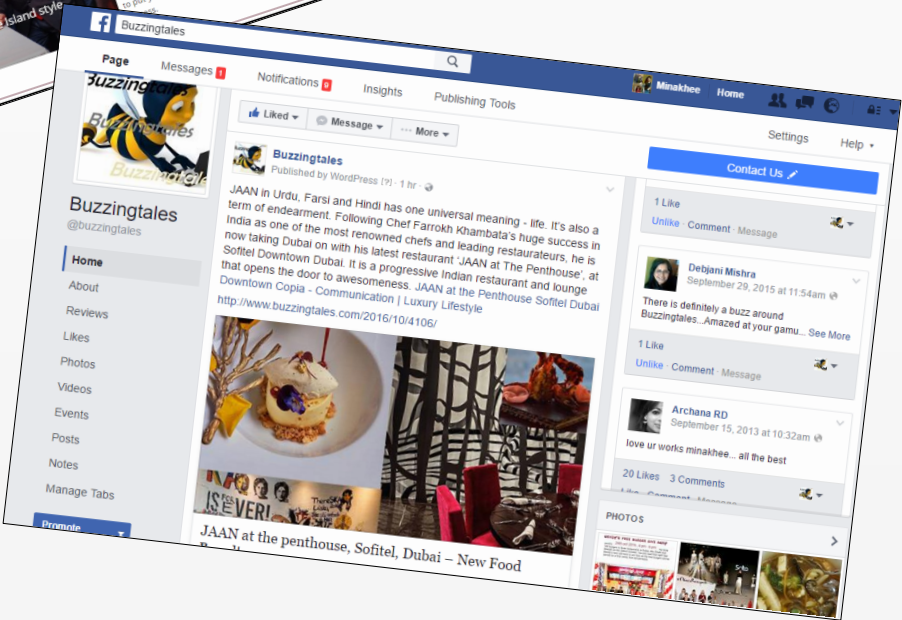 Island style
to pu
Buzzingtales
Page
Messages 1
Notifications 9
Insights
Publishing Tools
Minakhee
Home
Settings
Help
Buzzingtales
Buzzingtales
Buzzingtale
Buzzingtales
@buzzingtales
Home
About
Reviews
Likes
Photos
Videos
Events
Posts
Notes
Manage Tabs
Promote
Liked
Message
More
Buzzingtales
Published by WordPress [?] · 1 hr ·
JAAN in Urdu, Farsi and Hindi has one universal meaning - life. It's also a
term of endearment. Following Chef Farrokh Khambata's huge success in
India as one of the most renowned chefs and leading restaurateurs, he is
now taking Dubai on with his latest restaurant 'JAAN at The Penthouse', at
Sofitel Downtown Dubai. It is a progressive Indian restaurant and lounge
that opens the door to awesomeness. JAAN at the Penthouse Sofitel Dubai
Downtown Copia - Communication | Luxury Lifestyle
http://www.buzzingtales.com/2016/10/4106/
IS EVER!
JAAN at the penthouse, Sofitel, Dubai – New Food
Contact Us
1 Like
Unlike · Comment · Message
Debjani Mishra
September 29, 2015 at 11:54am
There is definitely a buzz around
Buzzingtales...Amazed at your gamu... See More
1 Like
Unlike · Comment · Message
Archana RD
September 15, 2013 at 10:32am
love ur works minakhee... all the best
20 Likes 3 Comments
Like · Comment · Message
PHOTOS